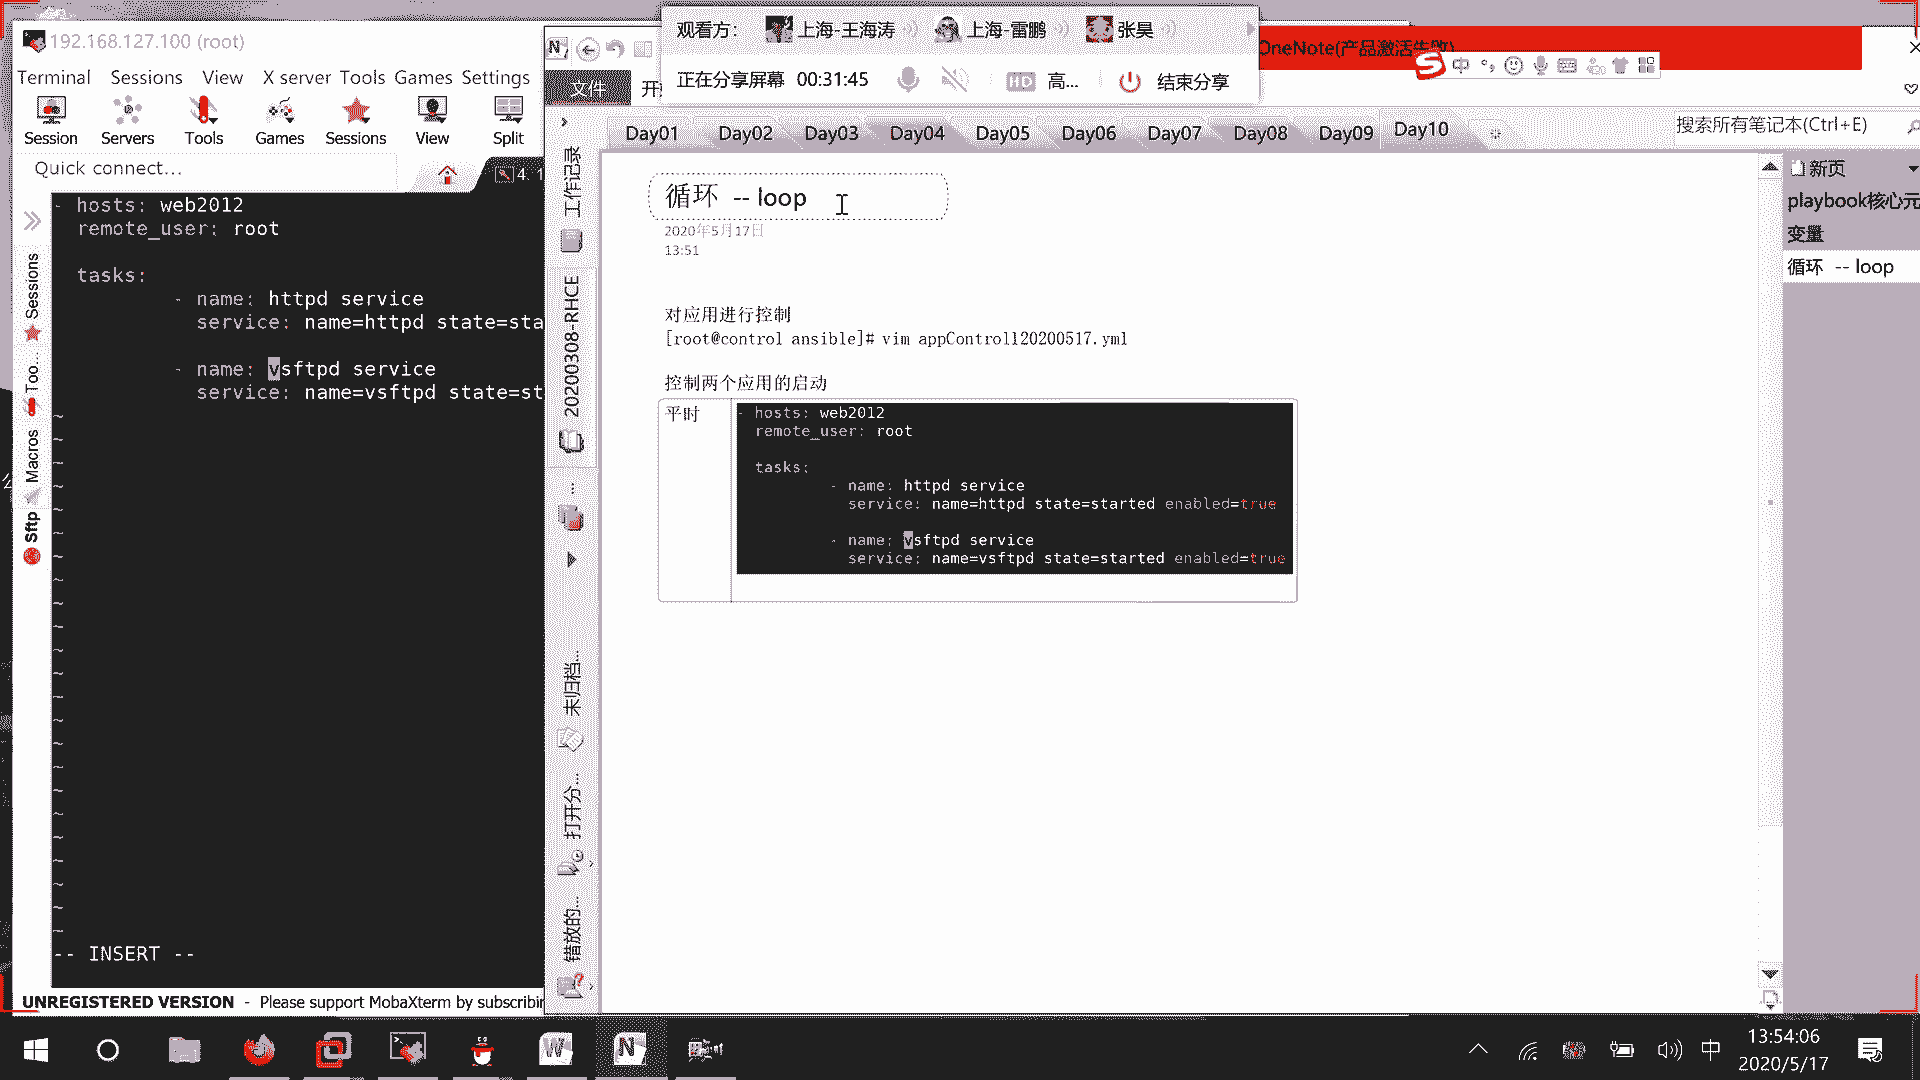 192.168.127.100 (root)
Terminal Sessions View X server Tools Games Settings
Session Servers Tools Games Sessions View Split
Quick connect...
4. 1
- hosts: web2012
remote_user: root
tasks:
- name: httpd service
service: name=httpd state=sta
- name: vsftpd service
service: name=vsftpd state=st
-- INSERT --
UNREGISTERED VERSION - Please support MobaXterm by subscribin
Sessions
Too...
Macros
Sftp
观看方： 上海-王海涛 上海-雷鹏 张昊
正在分享屏幕 00:31:45 HD 高... 结束分享
OneNote(产品激活失败)
中
文件 开
Day01 Day02 Day03 Day04 Day05 Day06 Day07 Day08 Day09 Day10
搜索所有笔记本(Ctrl+E)
工作记录
20200308-RHCE
未归档...
打开分...
错放的...
循环 -- loop
2020年5月17日
13:51
对应用进行控制
[root@control ansible]# vim appControll20200517.yml
控制两个应用的启动
平时
- hosts: web2012
remote_user: root
tasks:
- name: httpd service
service: name=httpd state=started enabled=true
- name: vsftpd service
service: name=vsftpd state=started enabled=true
新页
playbook核心元
变量
循环 -- loop
中
13:54:06
2020/5/17